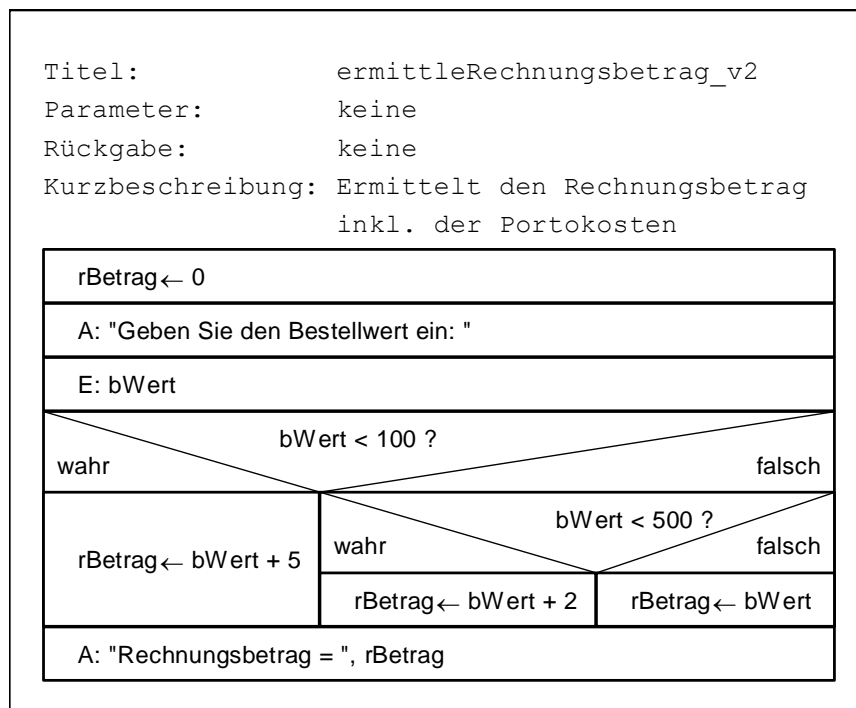 Titel: ermittleRechnungsbetrag_v2
Parameter: keine
Rückgabe: keine
Kurzbeschreibung: Ermittelt den Rechnungsbetrag
inkl. der Portokosten
rBetrag← 0
A: "Geben Sie den Bestellwert ein: "
E: bWert
bWert < 100 ?
wahr falsch
bWert < 500 ?
wahr falsch
rBetrag← bWert + 5
rBetrag← bWert + 2 rBetrag← bWert
A: "Rechnungsbetrag = ", rBetrag